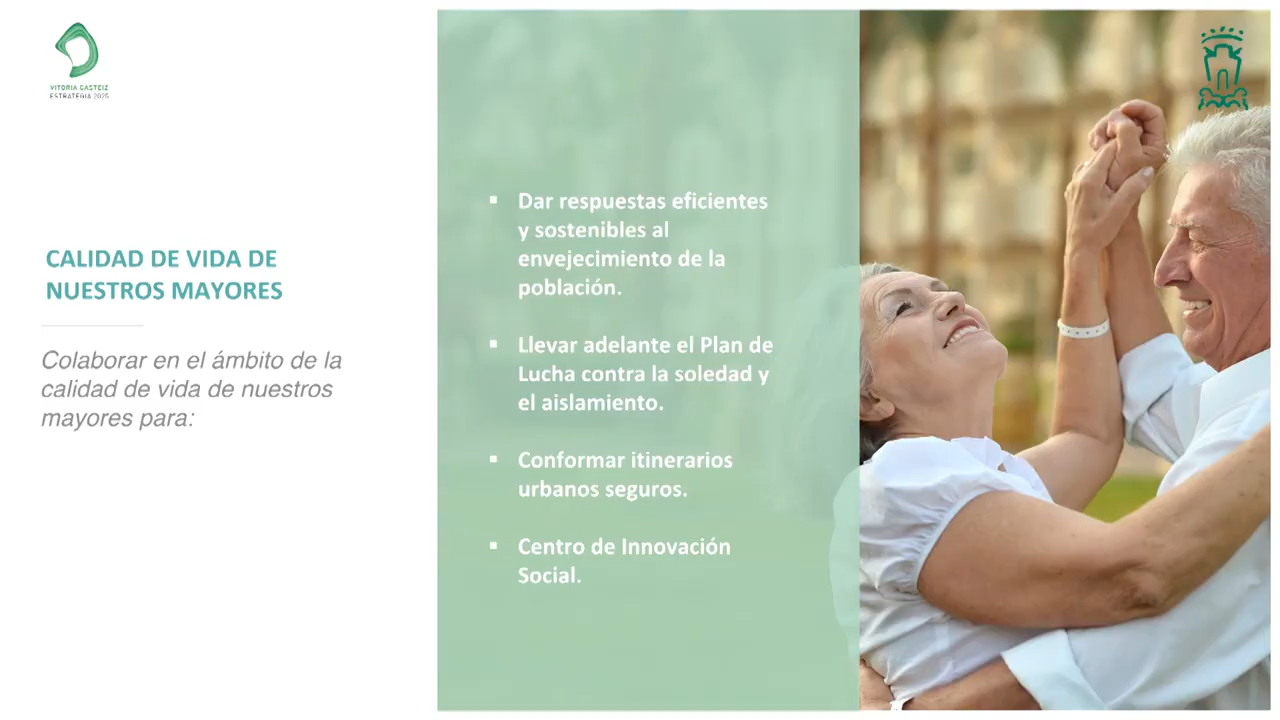 VITORIA GASTEIZ
ESTRATEGIA 2025
CALIDAD DE VIDA DE
NUESTROS MAYORES
Colaborar en el ámbito de la
calidad de vida de nuestros
mayores para:
▪ Dar respuestas eficientes
y sostenibles al
envejecimiento de la
población.
▪ Llevar adelante el Plan de
Lucha contra la soledad y
el aislamiento.
▪ Conformar itinerarios
urbanos seguros.
▪ Centro de Innovación
Social.